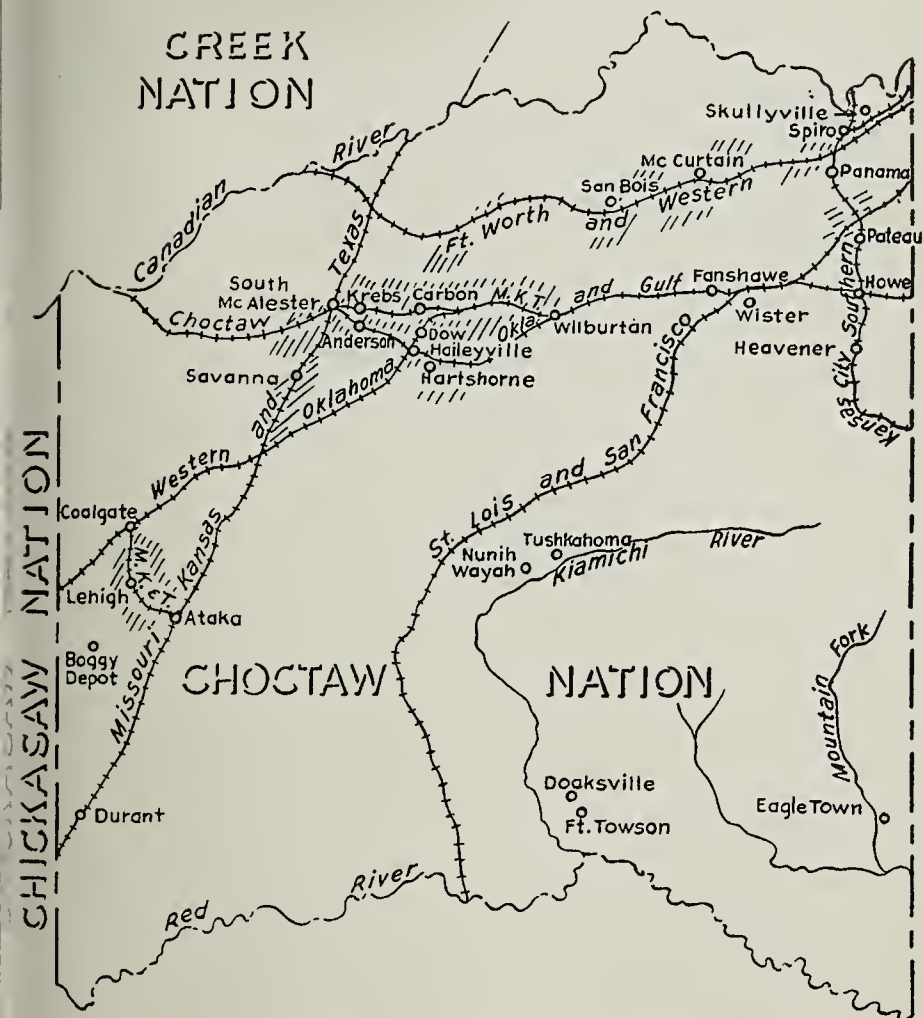 CREEK
NATION
Skullyville
Spiro
River
Mc Curtain
Panama
San Bois
Western
Canadian
and
Ft. Worth
Texas
Pateau
South
Mc Alester
Krebs
Carbon
M.K.T.
and Gulf
Fanshawe
Howe
Choctaw
Okla
Wilburtan
Wister
Anderson
Dow
Haileyville
Heavener
Southern
Savanna
Hartshorne
Kansas City
Kansas
and
Oklahoma
St. Lois and San Francisco
Western
Coalgate
Tushkahoma
River
Nunih
Wayah
Kiamichi
M.K.&T.
Kansas
Lehigh
Ataka
Fork
Boggy
Depot
CHOCTAW NATION
Missouri
Mountain
Doaksville
Eagle Town
Durant
Ft. Towson
CHICKASAW NATION
River
Red